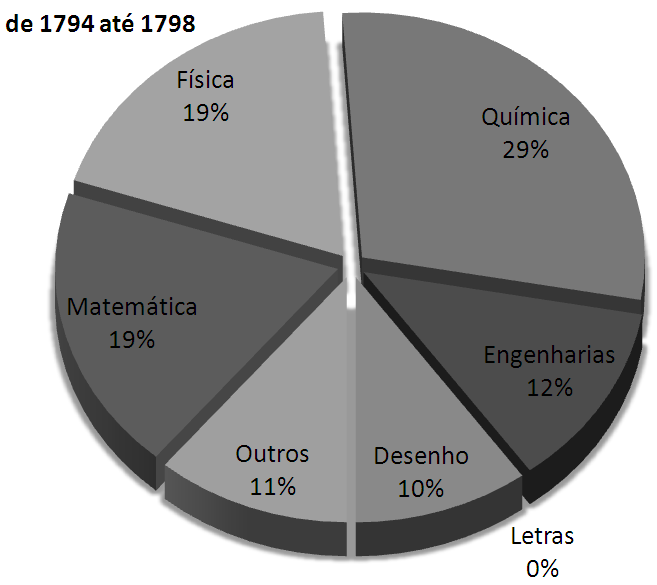 de 1794 até 1798
Física
19%
Química
29%
Matemática
19%
Engenharias
12%
Outros
11%
Desenho
10%
Letras
0%